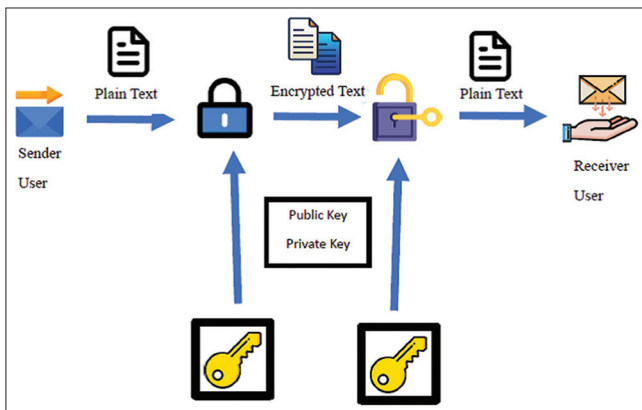 Plain Text
Encrypted Text
Plain Text
Sender
User
Receiver
User
Public Key
Private Key